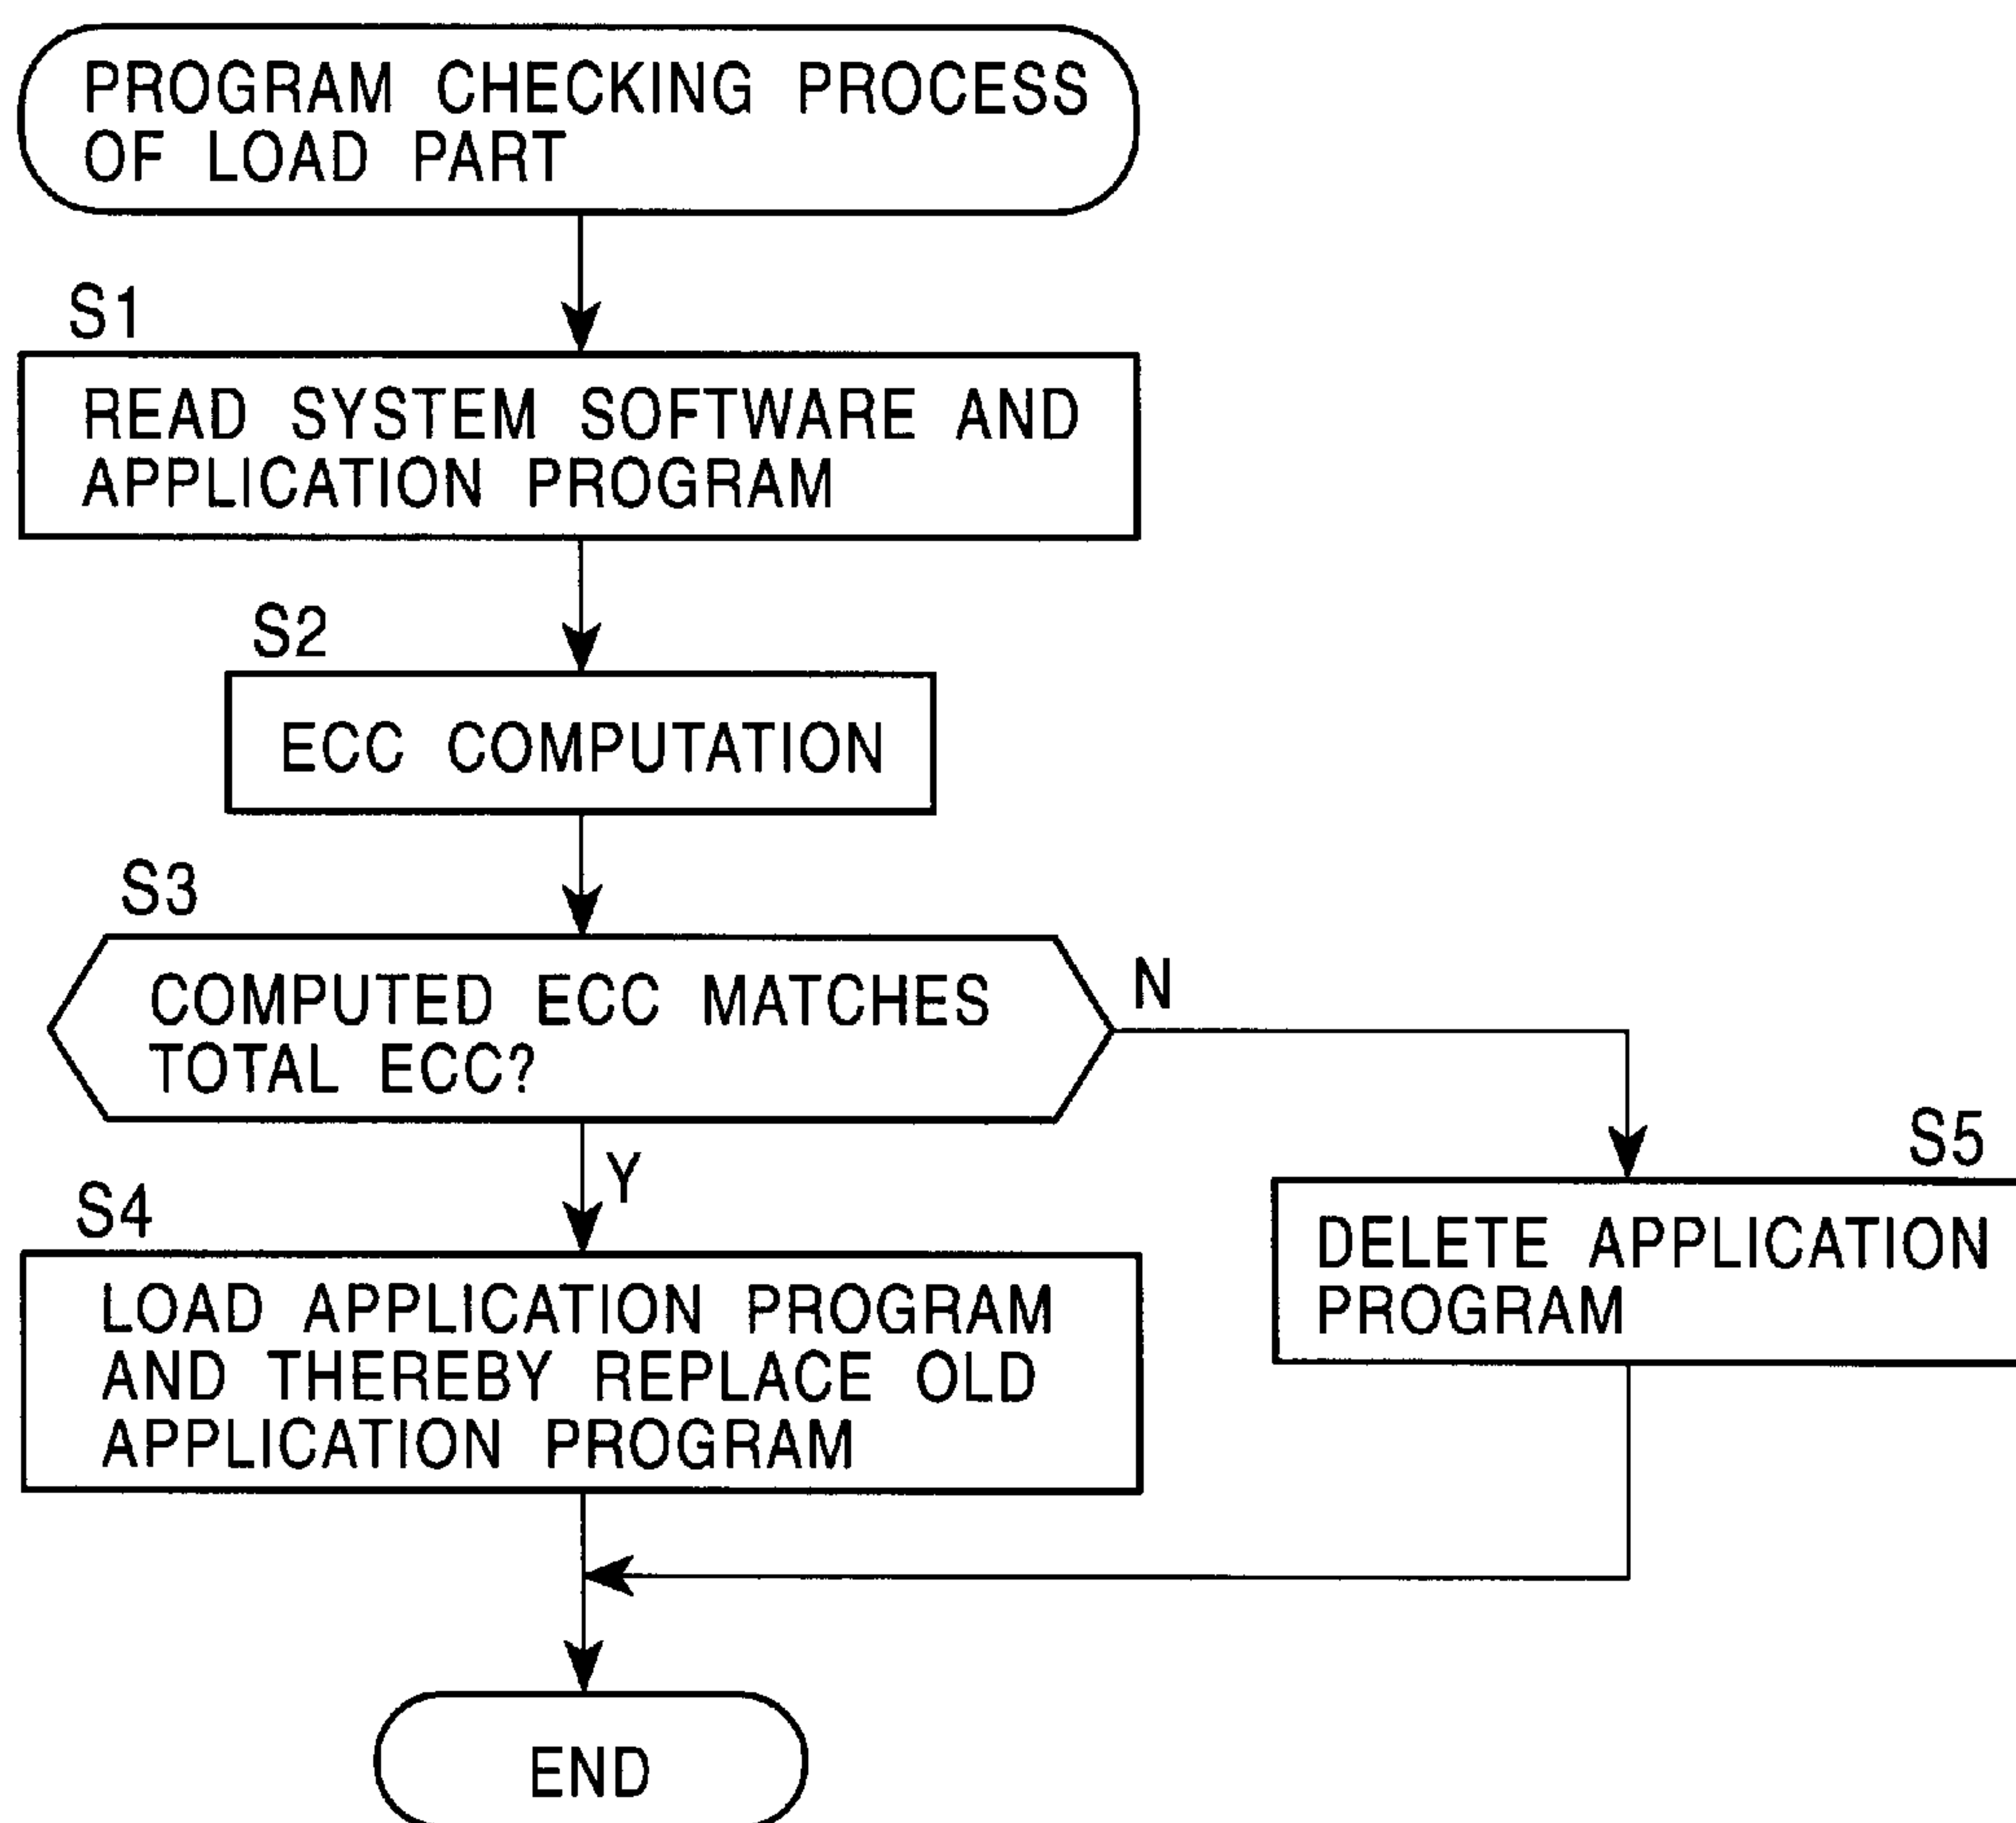 PROGRAM CHECKING PROCESS
OF LOAD PART
S1
READ SYSTEM SOFTWARE AND
APPLICATION PROGRAM
S2
ECC COMPUTATION
S3
COMPUTED ECC MATCHES
TOTAL ECC?
N
Y
S4
LOAD APPLICATION PROGRAM
AND THEREBY REPLACE OLD
APPLICATION PROGRAM
S5
DELETE APPLICATION
PROGRAM
END